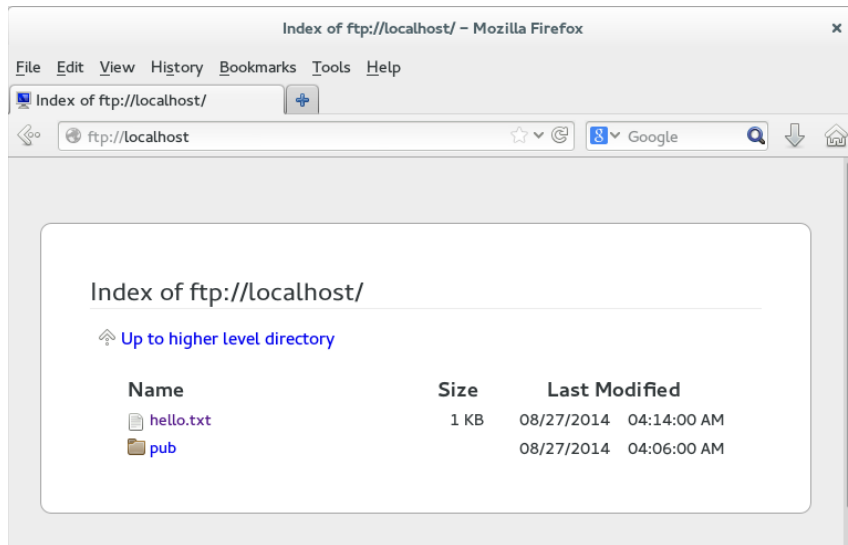 Index of ftp://localhost/ – Mozilla Firefox
File Edit View History Bookmarks Tools Help
Index of ftp://localhost/
ftp://localhost 8 Google
Index of ftp://localhost/
Up to higher level directory
Name Size Last Modified
hello.txt 1 KB 08/27/2014 04:14:00 AM
pub 08/27/2014 04:06:00 AM